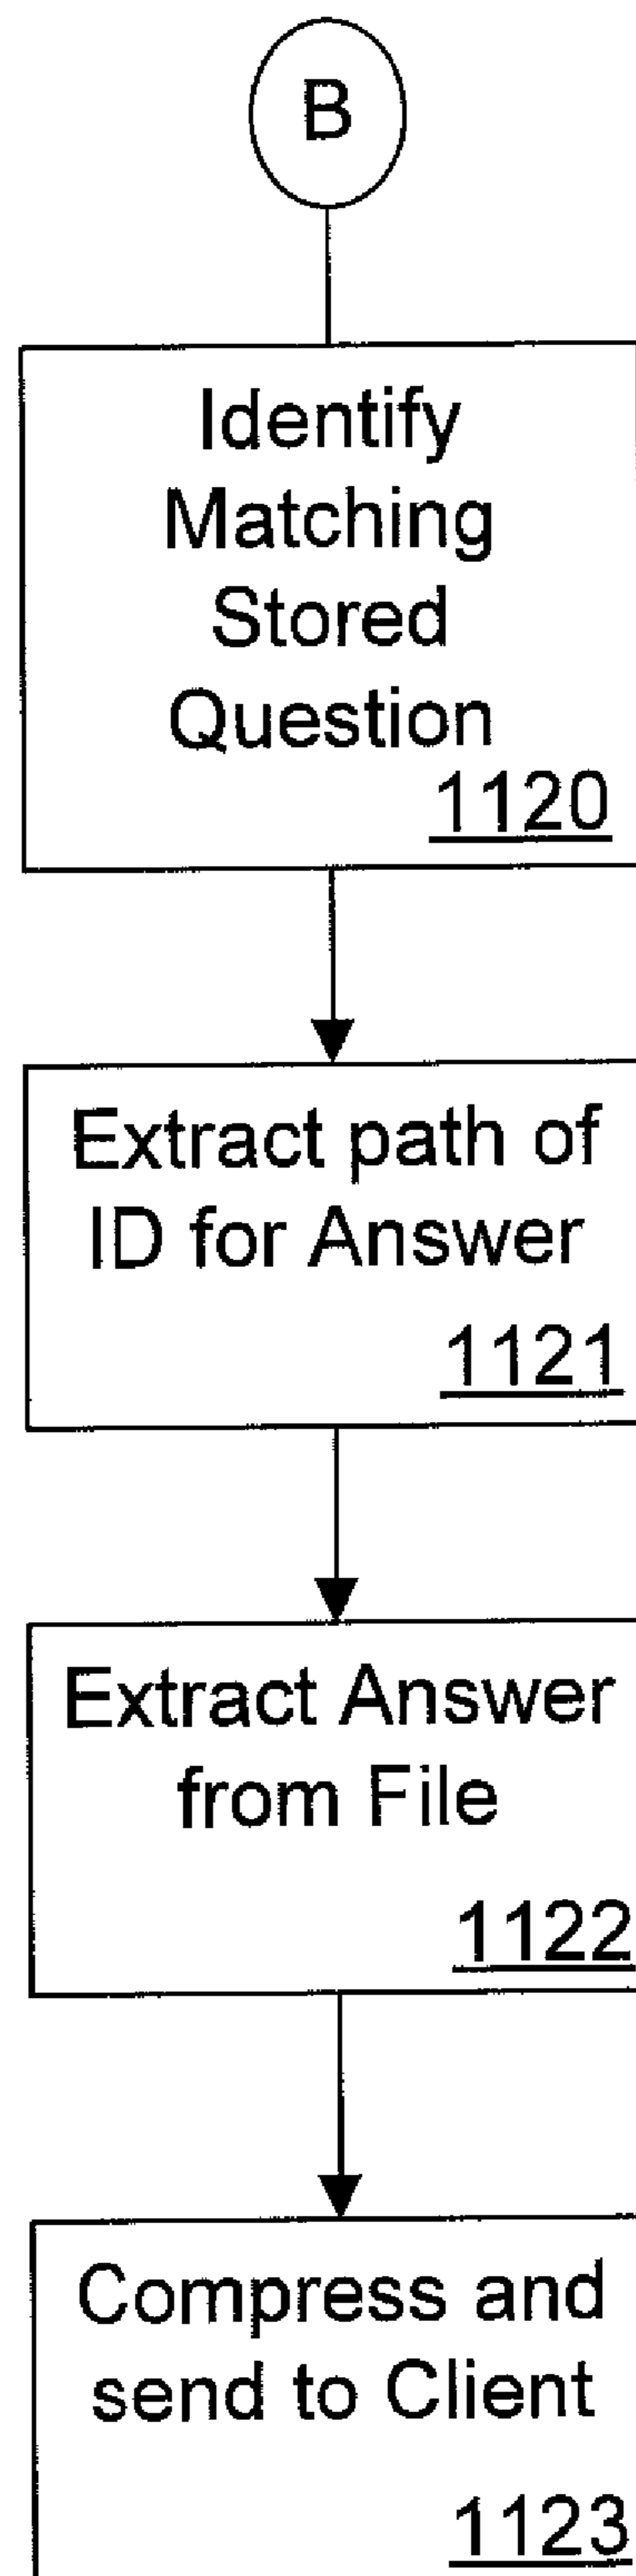 B
Identify
Matching
Stored
Question
1120
Extract path of
ID for Answer
1121
Extract Answer
from File
1122
Compress and
send to Client
1123